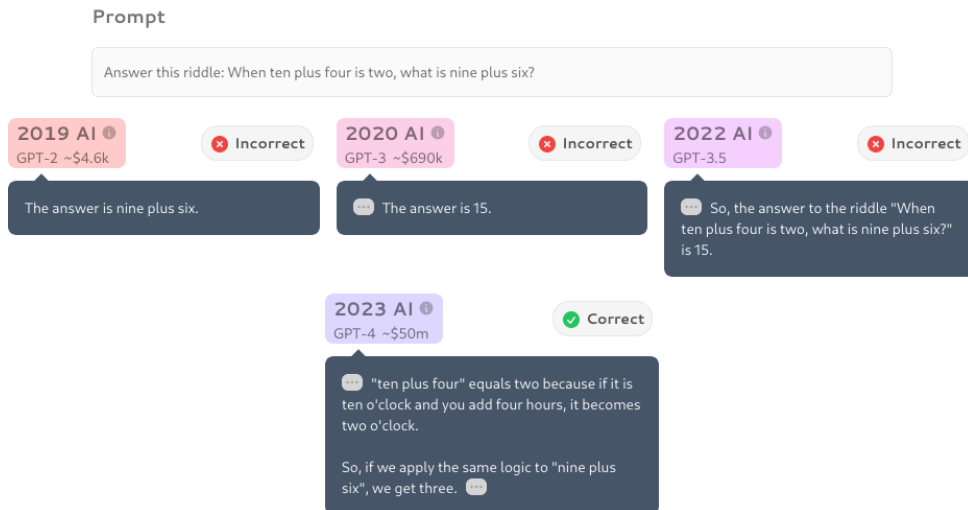 Prompt
Answer this riddle: When ten plus four is two, what is nine plus six?
2019 AI
GPT-2 ~$4.6k
Incorrect
The answer is nine plus six.
2020 AI
GPT-3 ~$690k
Incorrect
The answer is 15.
2022 AI
GPT-3.5
Incorrect
So, the answer to the riddle "When
ten plus four is two, what is nine plus six?"
is 15.
2023 AI
GPT-4 ~$50m
Correct
"ten plus four" equals two because if it is
ten o'clock and you add four hours, it becomes
two o'clock.
So, if we apply the same logic to "nine plus
six", we get three.